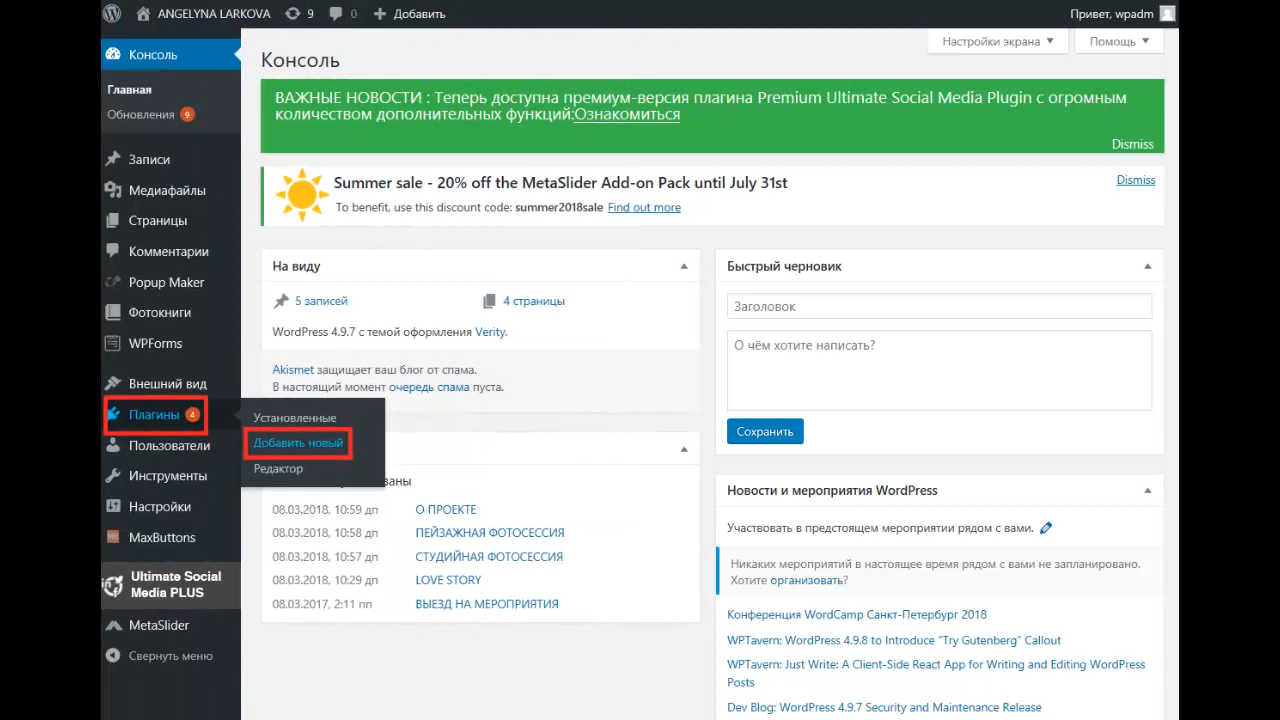 ANGELYNA LARKOVA
9
0
Добавить
Привет, wpadm
Консоль
Главная
Обновления 9
Записи
Медиафайлы
Страницы
Комментарии
Popup Maker
Фотокниги
WPForms
Внешний вид
Плагины 4
Пользователи
Инструменты
Настройки
MaxButtons
Ultimate Social
Media PLUS
MetaSlider
Свернуть меню
Установленные
Добавить новый
Редактор
Настройки экрана
Помощь
Консоль
ВАЖНЫЕ НОВОСТИ : Теперь доступна премиум-версия плагина Premium Ultimate Social Media Plugin с огромным
количеством дополнительных функций:Ознакомиться
Dismiss
Summer sale - 20% off the MetaSlider Add-on Pack until July 31st
Dismiss
To benefit, use this discount code: summer2018sale Find out more
На виду
5 записей
4 страницы
WordPress 4.9.7 с темой оформления Verity.
Akismet защищает ваш блог от спама.
В настоящий момент очередь спама пуста.
08.03.2018, 10:59 дп О ПРОЕКТЕ
08.03.2018, 10:58 дп ПЕЙЗАЖНАЯ ФОТОСЕССИЯ
08.03.2018, 10:57 дп СТУДИЙНАЯ ФОТОСЕССИЯ
08.03.2018, 10:29 дп LOVE STORY
08.03.2017, 2:11 пп ВЫЕЗД НА МЕРОПРИЯТИЯ
Быстрый черновик
Заголовок
О чём хотите написать?
Сохранить
Новости и мероприятия WordPress
Участвовать в предстоящем мероприятии рядом с вами.
Никаких мероприятий в настоящее время рядом с вами не запланировано.
Хотите организовать?
Конференция WordCamp Санкт-Петербург 2018
WPTavern: WordPress 4.9.8 to Introduce “Try Gutenberg” Callout
WPTavern: Just Write: A Client-Side React App for Writing and Editing WordPress
Posts
Dev Blog: WordPress 4.9.7 Security and Maintenance Release